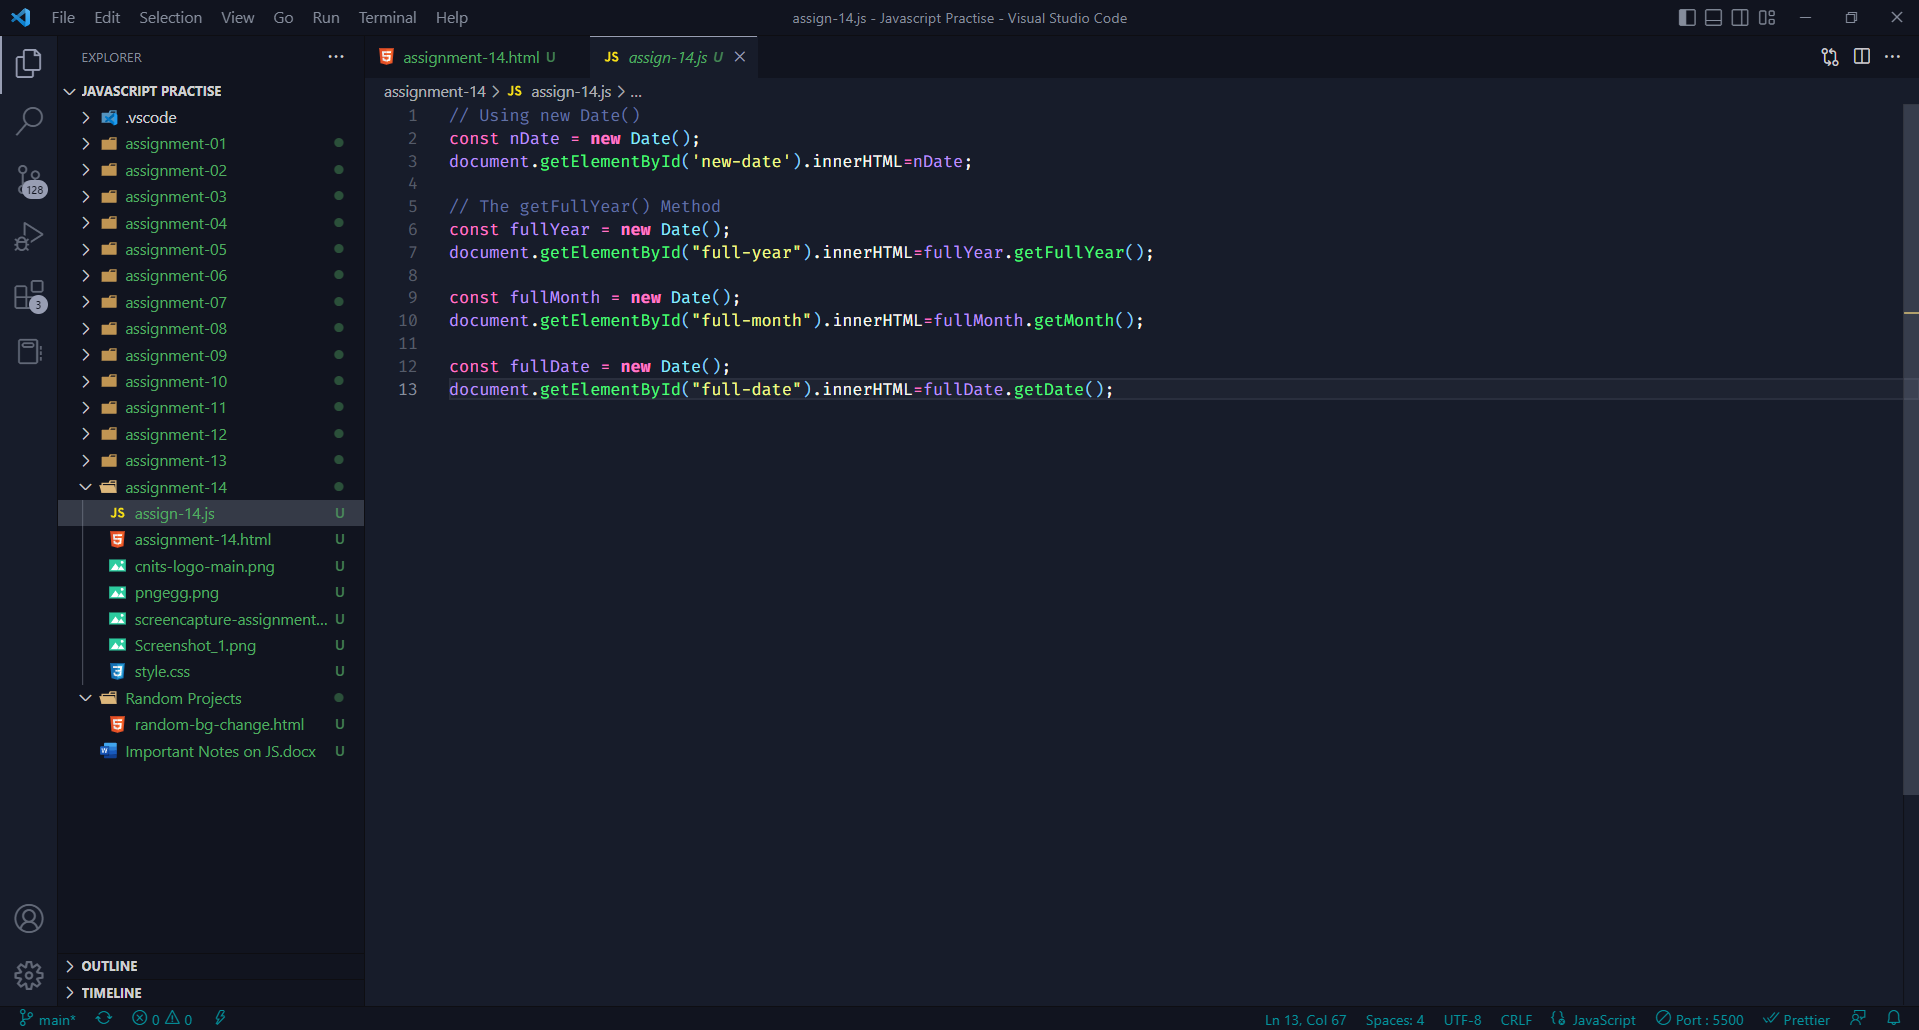 File Edit Selection View Go Run Terminal Help
assign-14.js - Javascript Practise - Visual Studio Code
EXPLORER
JAVASCRIPT PRACTISE
.vscode
assignment-01
assignment-02
assignment-03
assignment-04
assignment-05
assignment-06
assignment-07
assignment-08
assignment-09
assignment-10
assignment-11
assignment-12
assignment-13
assignment-14
JS assign-14.js U
assignment-14.html U
cnits-logo-main.png U
pngegg.png U
screencapture-assignment... U
Screenshot_1.png U
style.css U
Random Projects
random-bg-change.html U
Important Notes on JS.docx U
OUTLINE
TIMELINE
128
3
assignment-14.html U
JS assign-14.js U
assignment-14 > JS assign-14.js > ...
1 // Using new Date()
2 const nDate = new Date();
3 document.getElementById('new-date').innerHTML=nDate;
4
5 // The getFullYear() Method
6 const fullYear = new Date();
7 document.getElementById("full-year").innerHTML=fullYear.getFullYear();
8
9 const fullMonth = new Date();
10 document.getElementById("full-month").innerHTML=fullMonth.getMonth();
11
12 const fullDate = new Date();
13 document.getElementById("full-date").innerHTML=fullDate.getDate();
main* 0 0
Ln 13, Col 67 Spaces: 4 UTF-8 CRLF JavaScript Port : 5500 Prettier